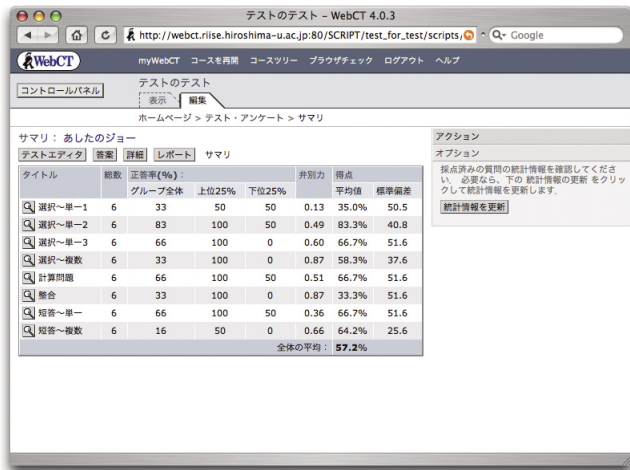 テストのテスト – WebCT 4.0.3
http://webct.riise.hiroshima-u.ac.jp:80/SCRIPT/test_for_test/scripts/
Google
WebCT
myWebCT コースを再開 コースツリー ブラウザチェック ログアウト ヘルプ
コントロールパネル
テストのテスト
表示 編集
ホームページ > テスト・アンケート > サマリ
サマリ： あしたのジョー
テストエディタ 答案 詳細 レポート サマリ
タイトル 総数 正答率(%)： 弁別力 得点
グループ全体 上位25% 下位25% 平均値 標準偏差
選択～単一1 6 33 50 50 0.13 35.0% 50.5
選択～単一2 6 83 100 50 0.49 83.3% 40.8
選択～単一3 6 66 100 0 0.60 66.7% 51.6
選択～複数 6 33 100 0 0.87 58.3% 37.6
計算問題 6 66 100 50 0.51 66.7% 51.6
整合 6 33 100 0 0.87 33.3% 51.6
短答～単一 6 66 100 50 0.36 66.7% 51.6
短答～複数 6 16 50 0 0.66 64.2% 25.6
全体の平均： 57.2%
アクション
オプション
採点済みの質問の統計情報を確認してくださ
い． 必要なら、下の 統計情報の更新 をクリッ
クして統計情報を更新します．
統計情報を更新